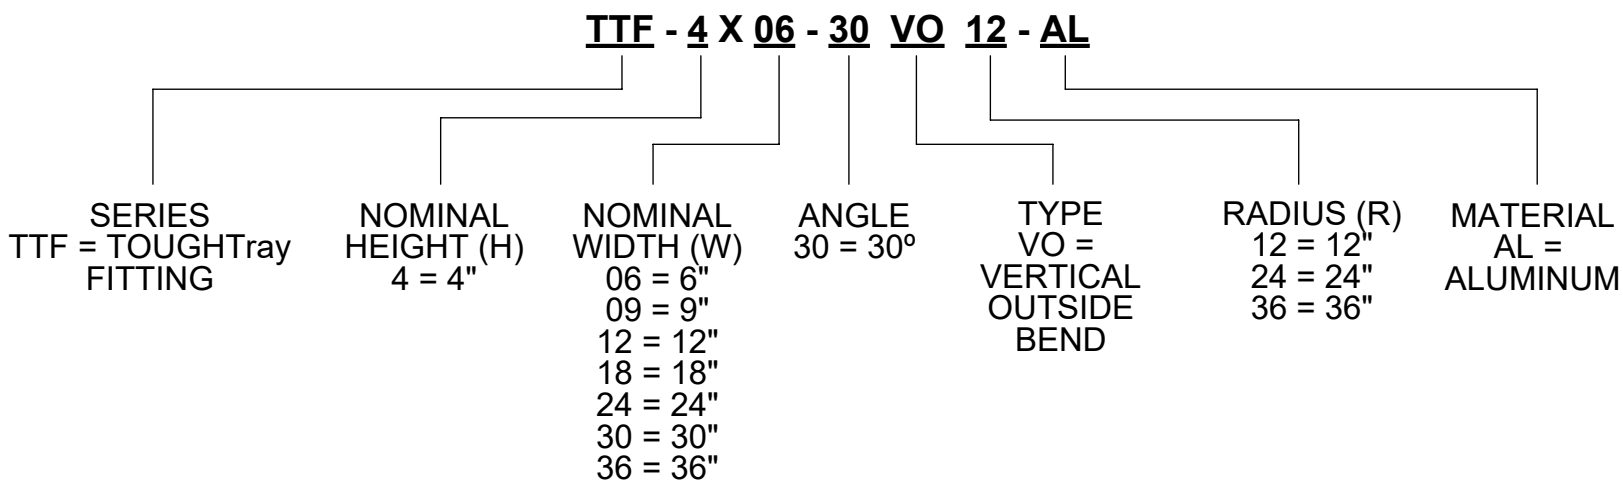 TTF - 4 X 06 - 30 VO 12 - AL
SERIES
TTF = TOUGHTray
FITTING
NOMINAL
HEIGHT (H)
4 = 4"
NOMINAL
WIDTH (W)
06 = 6"
09 = 9"
12 = 12"
18 = 18"
24 = 24"
30 = 30"
36 = 36"
ANGLE
30 = 30º
TYPE
VO =
VERTICAL
OUTSIDE
BEND
RADIUS (R)
12 = 12"
24 = 24"
36 = 36"
MATERIAL
AL =
ALUMINUM